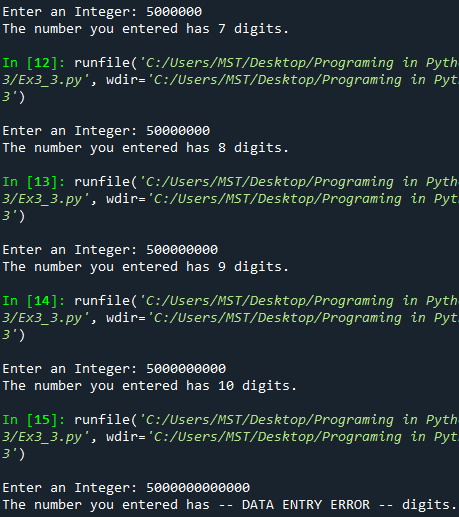 Enter an Integer: 5000000
The number you entered has 7 digits.
In [12]: runfile('C:/Users/MST/Desktop/Programing in Pyth
3/Ex3_3.py', wdir='C:/Users/MST/Desktop/Programing in Pyt
3')
Enter an Integer: 50000000
The number you entered has 8 digits.
In [13]: runfile('C:/Users/MST/Desktop/Programing in Pyth
3/Ex3_3.py', wdir='C:/Users/MST/Desktop/Programing in Pyt
3')
Enter an Integer: 500000000
The number you entered has 9 digits.
In [14]: runfile('C:/Users/MST/Desktop/Programing in Pyth
3/Ex3_3.py', wdir='C:/Users/MST/Desktop/Programing in Pyt
3')
Enter an Integer: 5000000000
The number you entered has 10 digits.
In [15]: runfile('C:/Users/MST/Desktop/Programing in Pyth
3/Ex3_3.py', wdir='C:/Users/MST/Desktop/Programing in Pyt
3')
Enter an Integer: 5000000000000
The number you entered has -- DATA ENTRY ERROR -- digits.